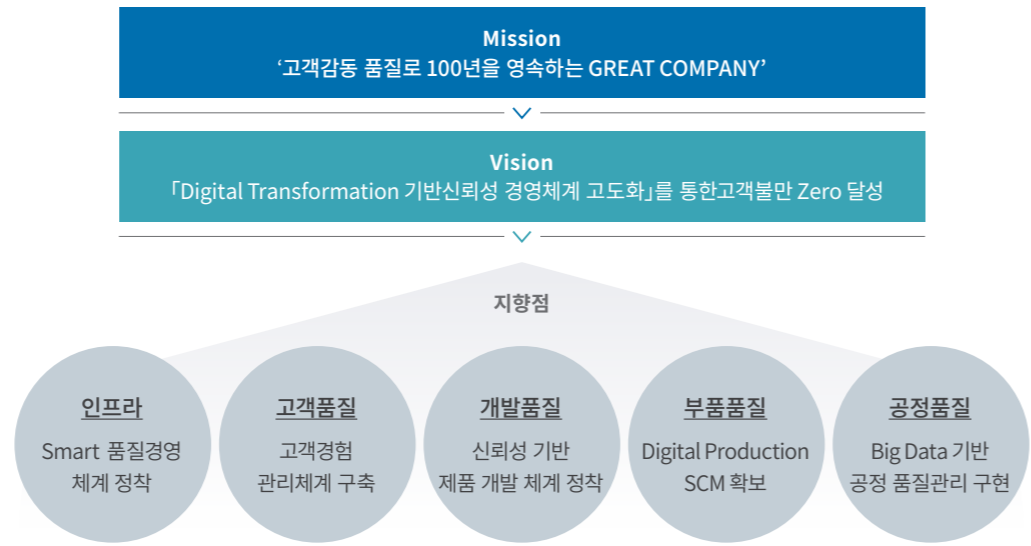 Mission
‘고객감동 품질로 100년을 영속하는 GREAT COMPANY’
Vision
「Digital Transformation 기반신뢰성 경영체계 고도화」를 통한고객불만 Zero 달성
지향점
인프라
Smart 품질경영
체계 정착
고객품질
고객경험
관리체계 구축
개발품질
신뢰성 기반
제품 개발 체계 정착
부품품질
Digital Production
SCM 확보
공정품질
Big Data 기반
공정 품질관리 구현